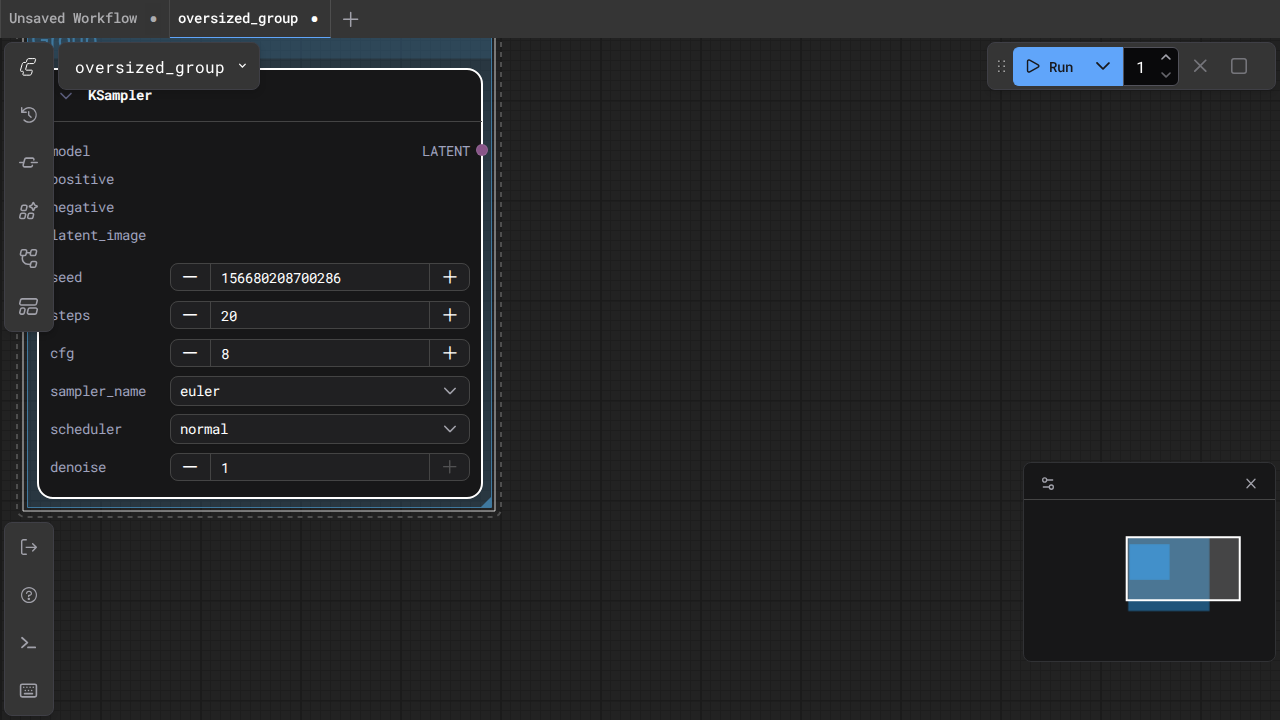 Unsaved Workflow
oversized_group
Group
oversized_group
Run
1
KSampler
model
LATENT
positive
negative
latent_image
seed
156680208700286
steps
20
cfg
8
sampler_name
euler
scheduler
normal
denoise
1